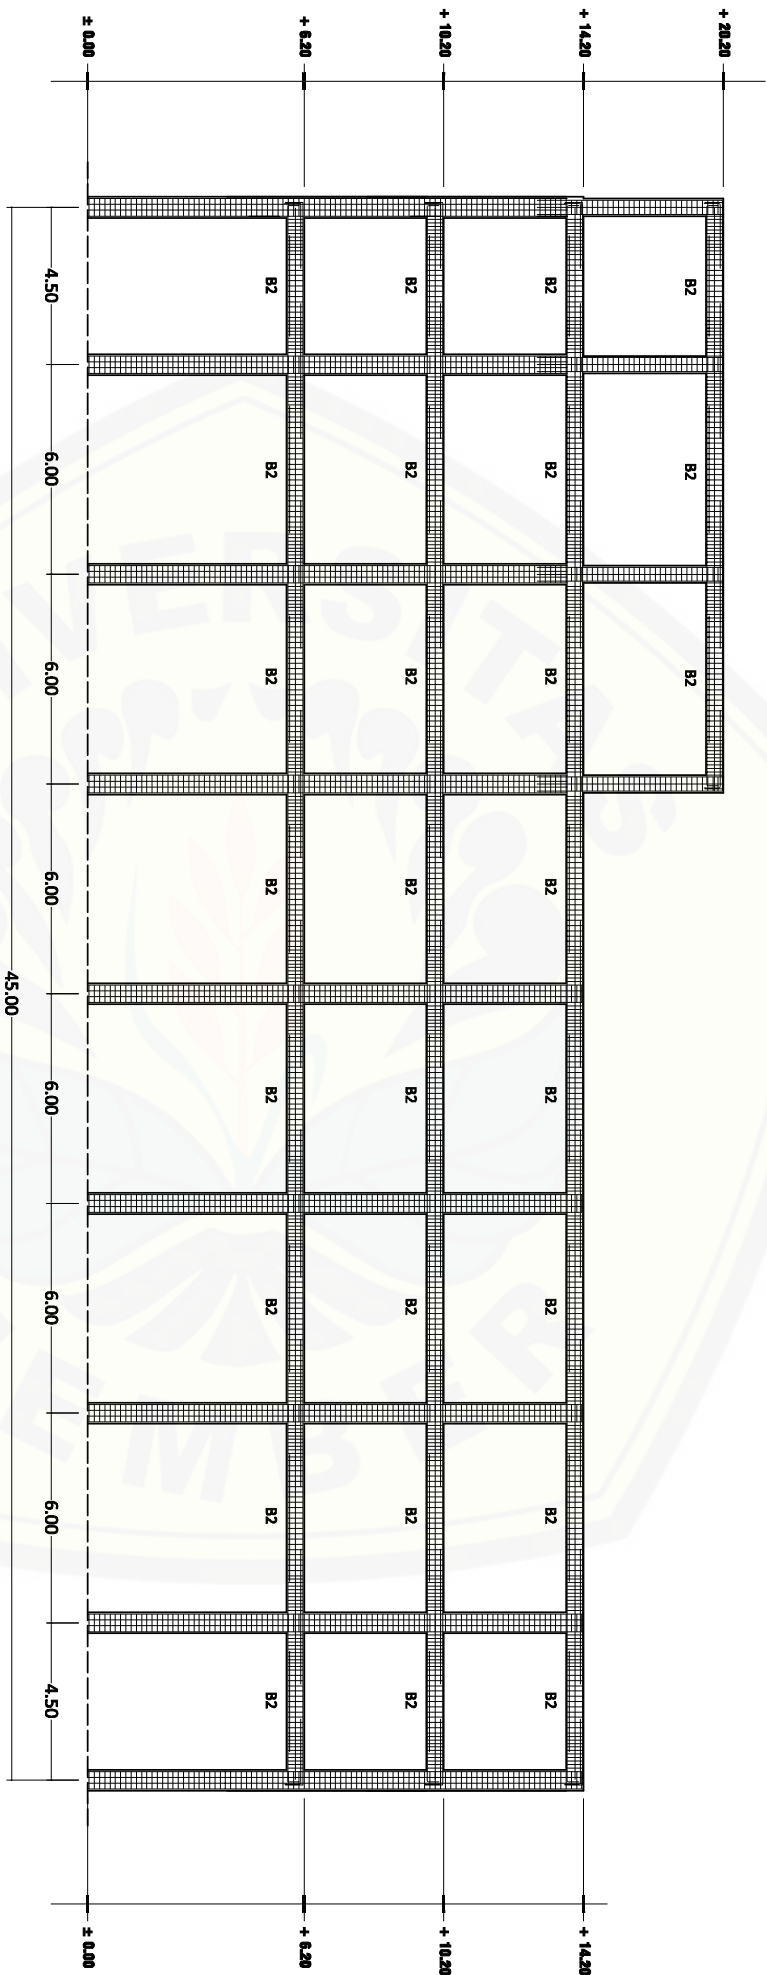 + 20.20
B2 B2 B2
+ 14.20 + 14.20
B2 B2 B2 B2 B2 B2 B2 B2
+ 10.20 + 10.20
B2 B2 B2 B2 B2 B2 B2 B2
+ 6.20 + 6.20
B2 B2 B2 B2 B2 B2 B2 B2
± 0.00 ± 0.00
4.50 6.00 6.00 6.00 6.00 6.00 6.00 4.50
45.00
IVERSITAS
EMBER